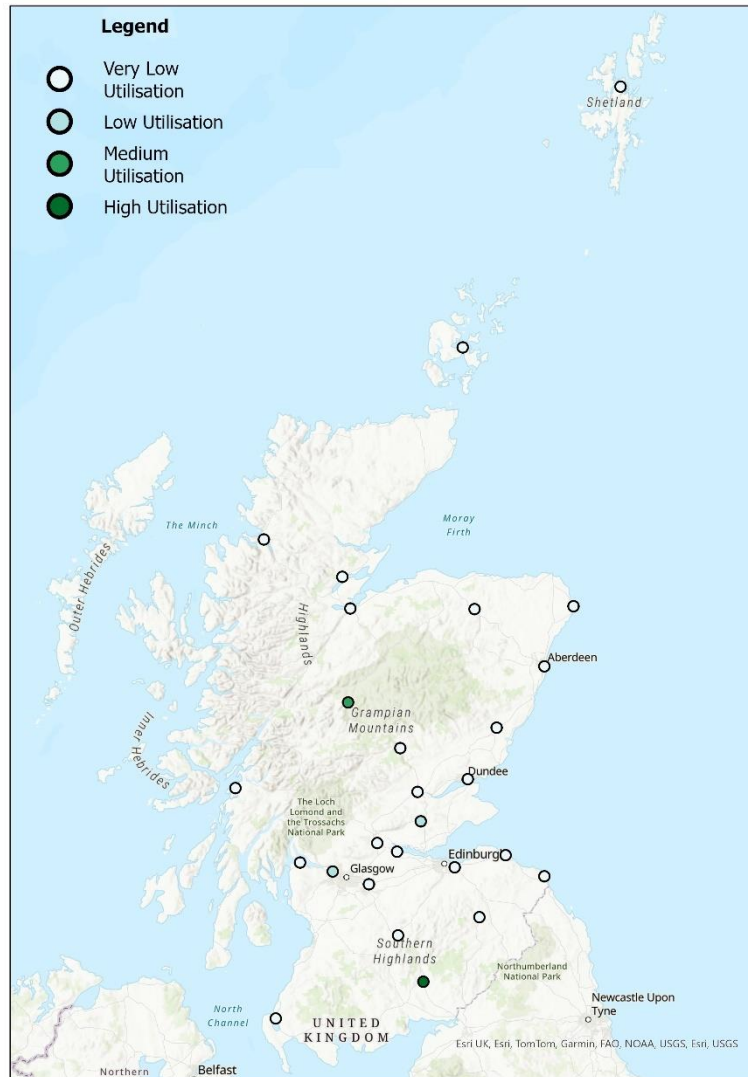 Legend
Very Low
Utilisation
Low Utilisation
Medium
Utilisation
High Utilisation
Shetland
The Minch
Moray
Firth
Outer Hebrides
Highlands
Aberdeen
Grampian
Mountains
Inner Hebrides
Dundee
The Loch
Lomond and
the Trossachs
National Park
Edinburgh
Glasgow
Southern
Highlands
Northumberland
National Park
North
Channel
Newcastle Upon
Tyne
UNITED
KINGDOM
Esri UK, Esri, TomTom, Garmin, FAO, NOAA, USGS, Esri, USGS
Northern
Belfast